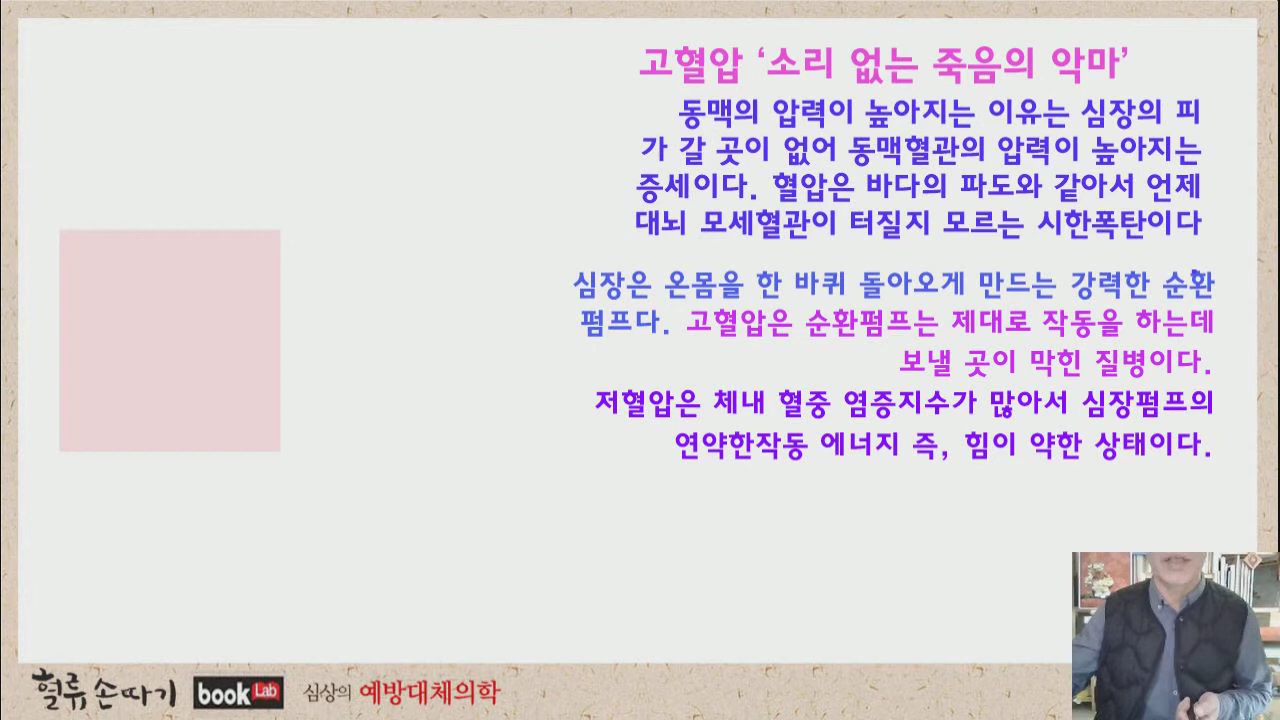 고혈압 ‘소리 없는 죽음의 악마’
동맥의 압력이 높아지는 이유는 심장의 피
가 갈 곳이 없어 동맥혈관의 압력이 높아지는
증세이다. 혈압은 바다의 파도와 같아서 언제
대뇌 모세혈관이 터질지 모르는 시한폭탄이다
심장은 온몸을 한 바퀴 돌아오게 만드는 강력한 순환
펌프다. 고혈압은 순환펌프는 제대로 작동을 하는데
보낼 곳이 막힌 질병이다.
저혈압은 체내 혈중 염증지수가 많아서 심장펌프의
연약한작동 에너지 즉, 힘이 약한 상태이다.
혈류 손따기 book Lab 심상의 예방대체의학